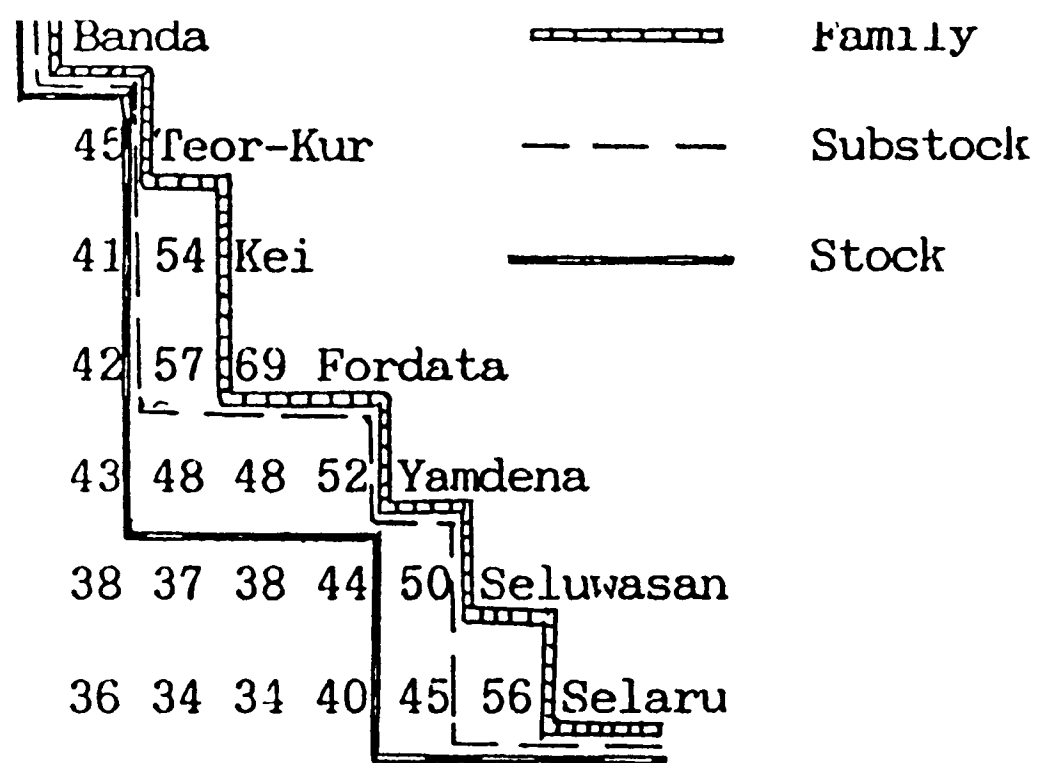 Banda Family
45 Teor-Kur Substock
41 54 Kei Stock
42 57 69 Fordata
43 48 48 52 Yamdena
38 37 38 44 50 Seluwasan
36 34 34 40 45 56 Selaru